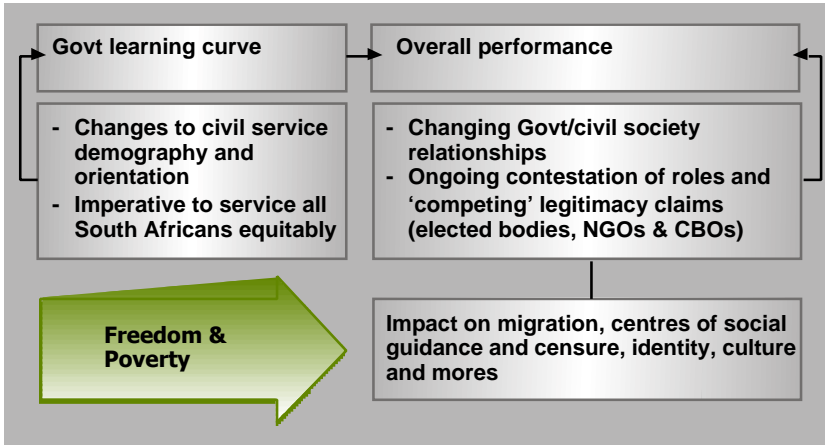 Govt learning curve
Overall performance
- Changes to civil service
demography and
orientation
- Imperative to service all
South Africans equitably
- Changing Govt/civil society
relationships
- Ongoing contestation of roles and
‘competing’ legitimacy claims
(elected bodies, NGOs & CBOs)
Freedom &
Poverty
Impact on migration, centres of social
guidance and censure, identity, culture
and mores